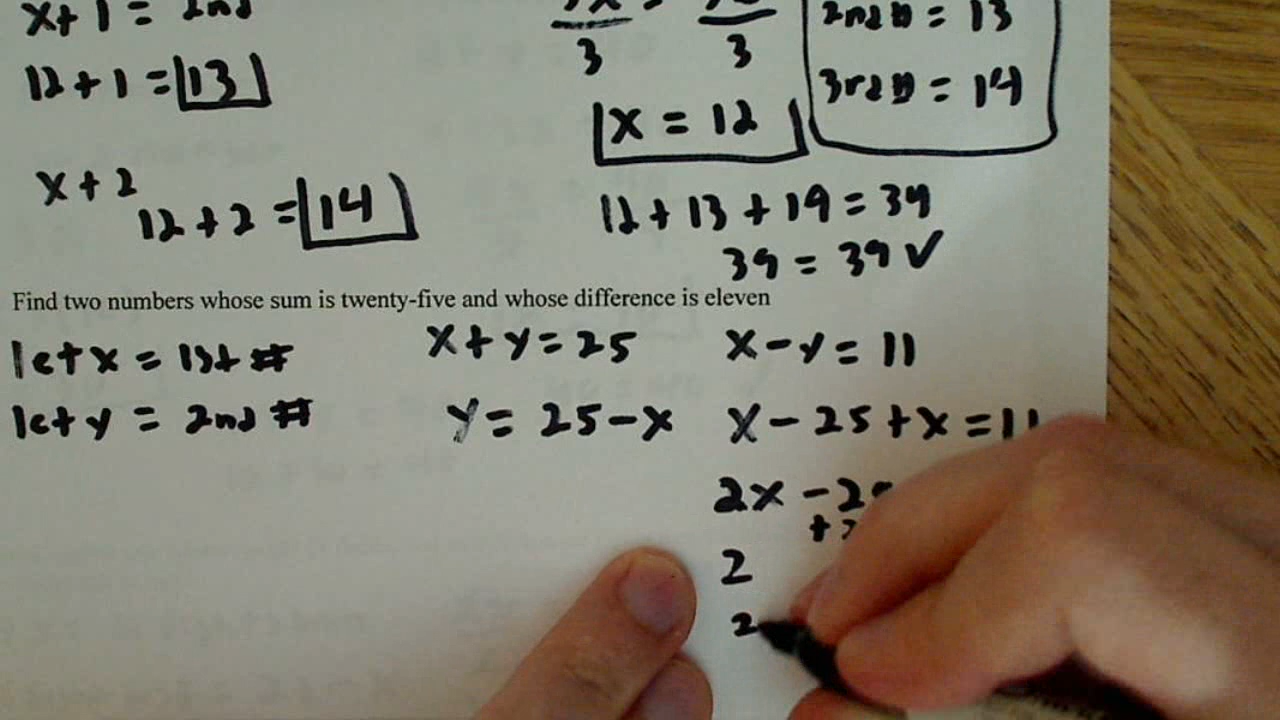 x + 1 = 2nd
12 + 1 = 13
x + 2
12 + 2 = 14
3 3
x = 12
2nd # = 13
3rd # = 14
12 + 13 + 14 = 39
39 = 39 ✓
Find two numbers whose sum is twenty-five and whose difference is eleven
let x = 1st #
let y = 2nd #
x + y = 25
y = 25 - x
x - y = 11
x - 25 + x = 11
2x - 2
+
2
2